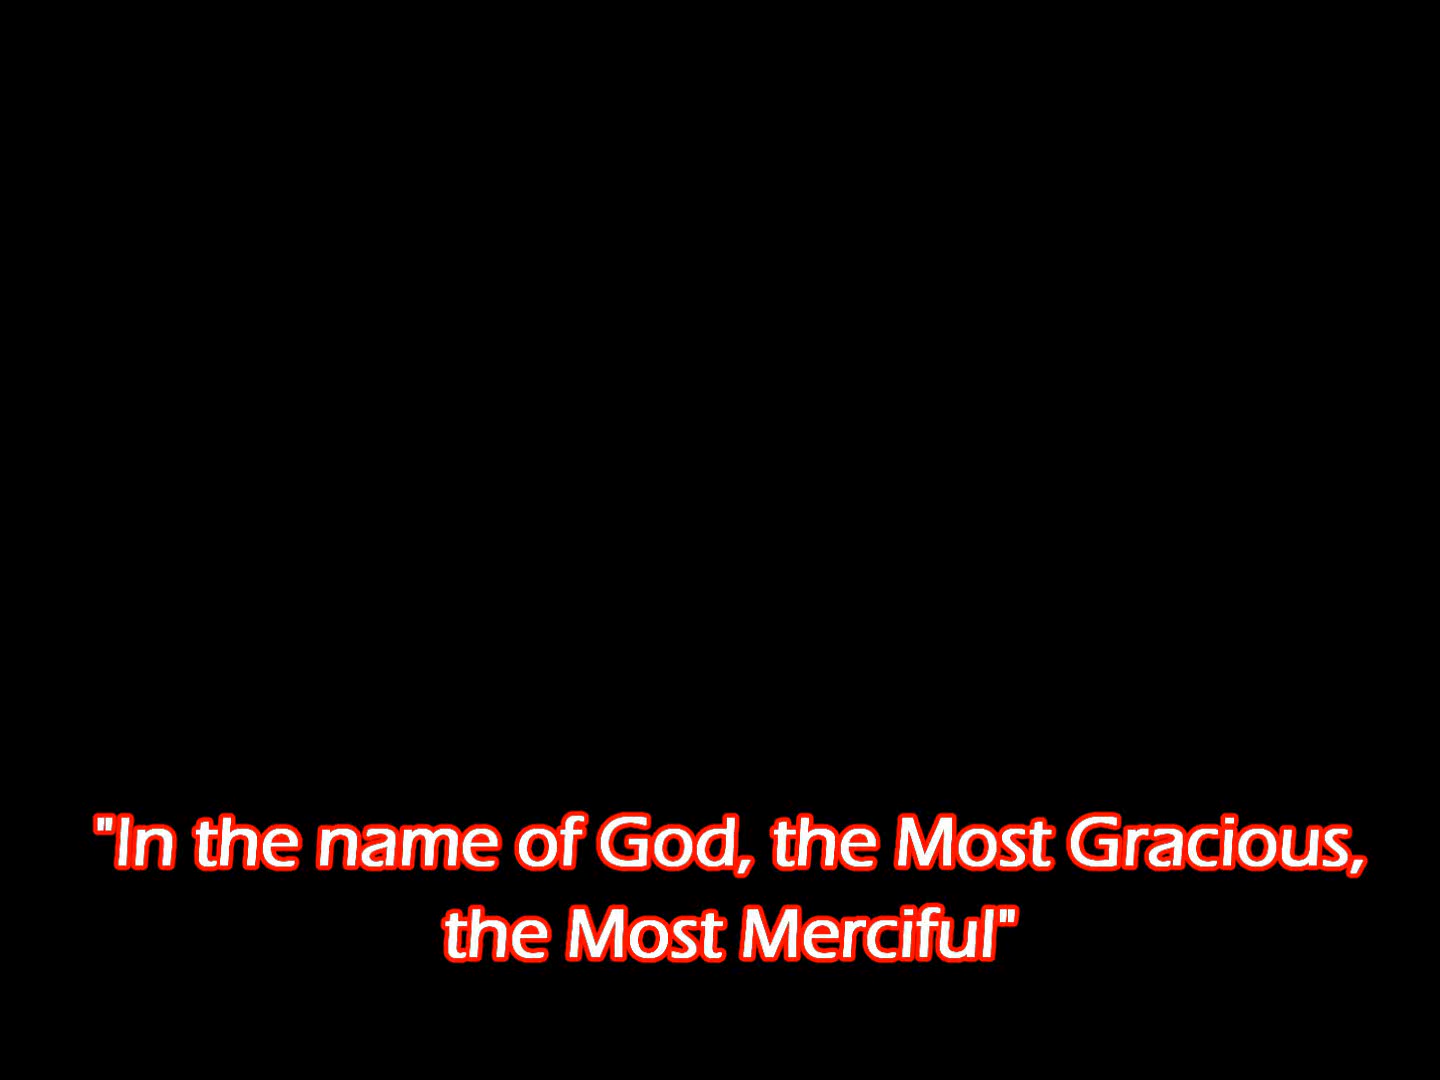 "In the name of God, the Most Gracious,
the Most Merciful"